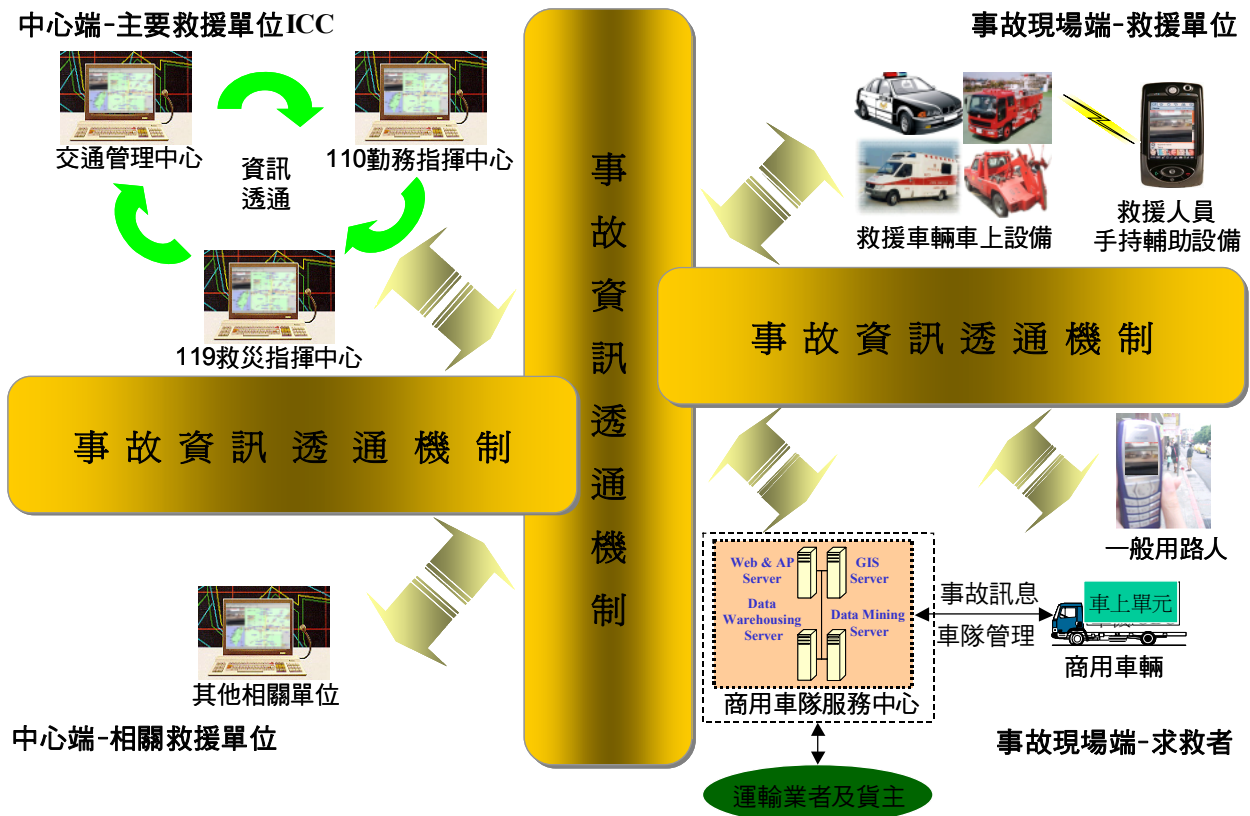 中心端-主要救援單位ICC
交通管理中心
110勤務指揮中心
資訊
透通
119救災指揮中心
事故資訊透通機制
事故現場端-救援單位
救援車輛車上設備
救援人員
手持輔助設備
事故資訊透通機制
事故資訊透通機制
其他相關單位
中心端-相關救援單位
一般用路人
Web & AP
Server
GIS
Server
Data
Warehousing
Server
Data Mining
Server
商用車隊服務中心
事故訊息
車隊管理
車上單元
商用車輛
事故現場端-求救者
運輸業者及貨主